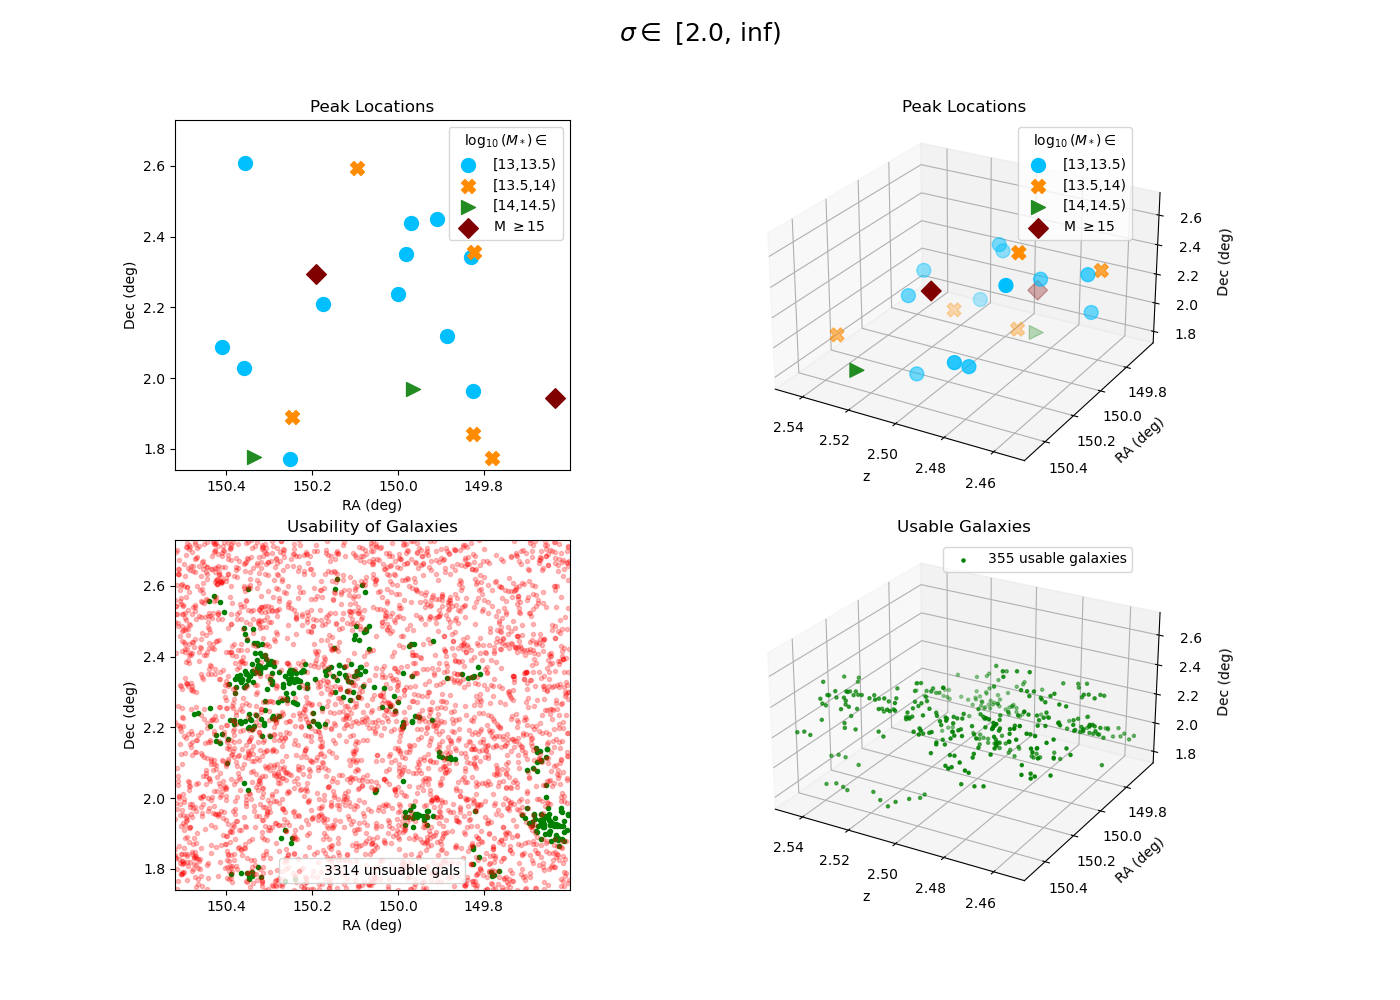 σ ∈ [2.0, inf)
Peak Locations
2.6
2.4
2.2
2.0
1.8
Dec (deg)
150.4 150.2 150.0 149.8
RA (deg)
log₁₀(M*) ∈
[13,13.5)
[13.5,14)
[14,14.5)
M ≥15
Peak Locations
log₁₀(M*) ∈
[13,13.5)
[13.5,14)
[14,14.5)
M ≥15
2.6
2.4
2.2
2.0
1.8
Dec (deg)
149.8
150.0
150.2
150.4
RA (deg)
2.54
2.52
2.50
2.48
2.46
z
Usability of Galaxies
2.6
2.4
2.2
2.0
1.8
Dec (deg)
3314 unsuable gals
150.4 150.2 150.0 149.8
RA (deg)
Usable Galaxies
355 usable galaxies
2.6
2.4
2.2
2.0
1.8
Dec (deg)
149.8
150.0
150.2
150.4
RA (deg)
2.54
2.52
2.50
2.48
2.46
z